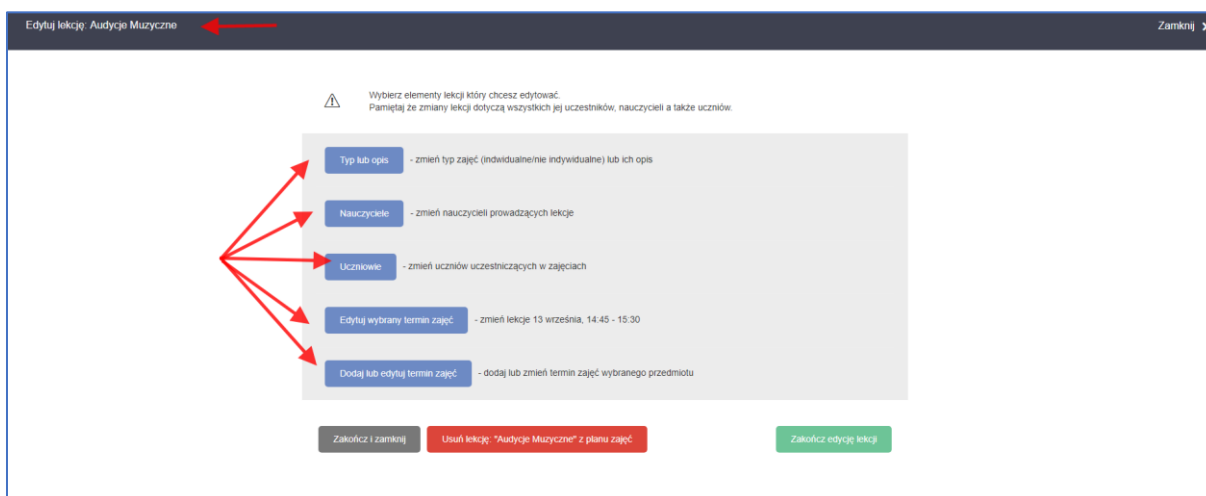 Edytuj lekcję: Audycje Muzyczne
Zamknij
Wybierz elementy lekcji który chcesz edytować.
Pamiętaj że zmiany lekcji dotyczą wszystkich jej uczestników, nauczycieli a także uczniów.
Typ lub opis - zmień typ zajęć (indwidualne/nie indywidualne) lub ich opis
Nauczyciele - zmień nauczycieli prowadzących lekcje
Uczniowie - zmień uczniów uczestniczących w zajęciach
Edytuj wybrany termin zajęć - zmień lekcje 13 września, 14:45 - 15:30
Dodaj lub edytuj termin zajęć - dodaj lub zmień termin zajęć wybranego przedmiotu
Zakończ i zamknij
Usuń lekcję: "Audycje Muzyczne" z planu zajęć
Zakończ edycję lekcji